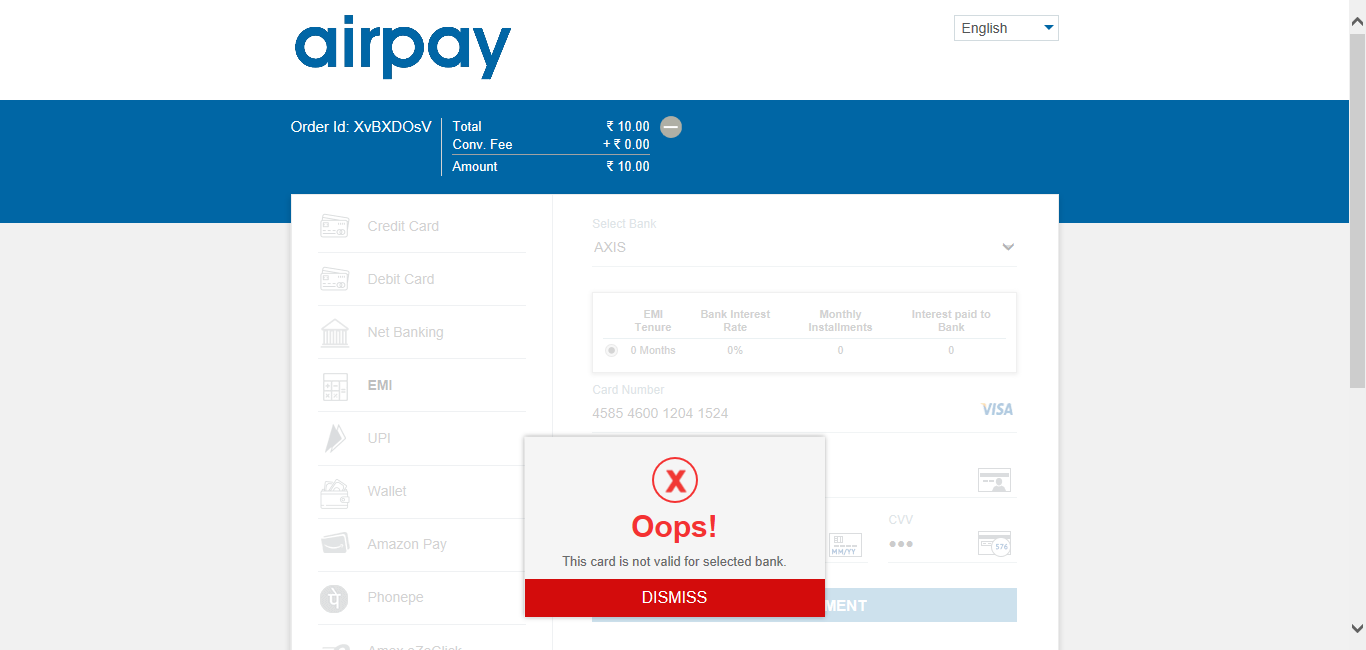 airpay
English
Order Id: XvBXDOsV
Total ₹ 10.00
Conv. Fee + ₹ 0.00
Amount ₹ 10.00
Credit Card
Debit Card
Net Banking
EMI
UPI
Wallet
Amazon Pay
Phonepe
Amex eZeClick
Select Bank
AXIS
EMI Tenure Bank Interest Rate Monthly Installments Interest paid to Bank
0 Months 0% 0 0
Card Number
4585 4600 1204 1524
VISA
MM/YY
CVV
576
MENT
X
Oops!
This card is not valid for selected bank.
DISMISS